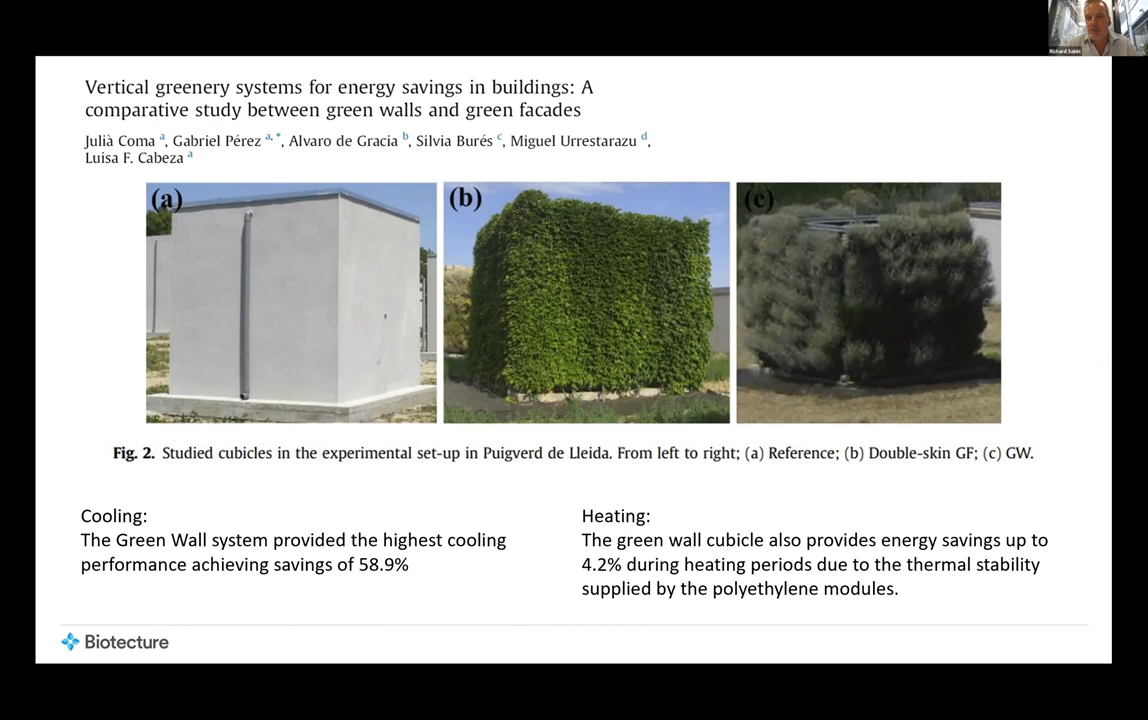 Richard Sabin
Vertical greenery systems for energy savings in buildings: A
comparative study between green walls and green facades
Julià Coma a, Gabriel Pérez a, *, Alvaro de Gracia b, Silvia Burés c, Miguel Urrestarazu d,
Luisa F. Cabeza a
(a) (b) (c)
Fig. 2. Studied cubicles in the experimental set-up in Puigverd de Lleida. From left to right; (a) Reference; (b) Double-skin GF; (c) GW.
Cooling:
The Green Wall system provided the highest cooling
performance achieving savings of 58.9%
Heating:
The green wall cubicle also provides energy savings up to
4.2% during heating periods due to the thermal stability
supplied by the polyethylene modules.
Biotecture